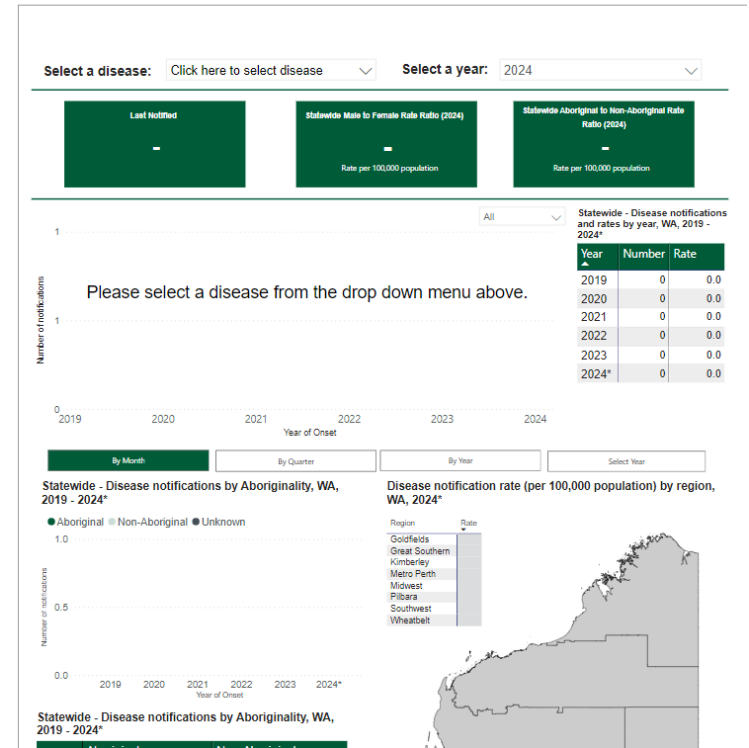 Select a disease: Click here to select disease Select a year: 2024
Last Notified
-
Statewide Male to Female Rate Ratio (2024)
-
Rate per 100,000 population
Statewide Aboriginal to Non-Aboriginal Rate
Ratio (2024)
-
Rate per 100,000 population
All
1
Please select a disease from the drop down menu above.
1
0
Number of notifications
2019 2020 2021 2022 2023 2024
Year of Onset
Statewide - Disease notifications
and rates by year, WA, 2019 -
2024*
Year Number Rate
2019 0 0.0
2020 0 0.0
2021 0 0.0
2022 0 0.0
2023 0 0.0
2024* 0 0.0
By Month By Quarter By Year Select Year
Statewide - Disease notifications by Aboriginality, WA,
2019 - 2024*
Aboriginal Non-Aboriginal Unknown
1.0
0.5
0.0
Number of notifications
2019 2020 2021 2022 2023 2024*
Year of Onset
Disease notification rate (per 100,000 population) by region,
WA, 2024*
Region Rate
Goldfields
Great Southern
Kimberley
Metro Perth
Midwest
Pilbara
Southwest
Wheatbelt
Statewide - Disease notifications by Aboriginality, WA,
2019 - 2024*